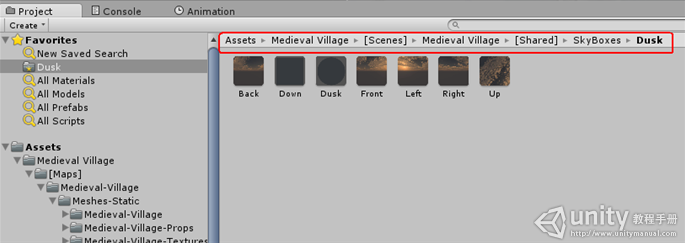 Project
Console
Animation
Create
Assets ▸ Medieval Village ▸ [Scenes] ▸ Medieval Village ▸ [Shared] ▸ SkyBoxes ▸ Dusk
Favorites
New Saved Search
Dusk
All Materials
All Models
All Prefabs
All Scripts
Assets
Medieval Village
[Maps]
Medieval-Village
Meshes-Static
Medieval-Village
Medieval-Village-Props
Medieval-Village-Textures
Back
Down
Dusk
Front
Left
Right
Up
unity 教程手册
http://www.unitymanual.com